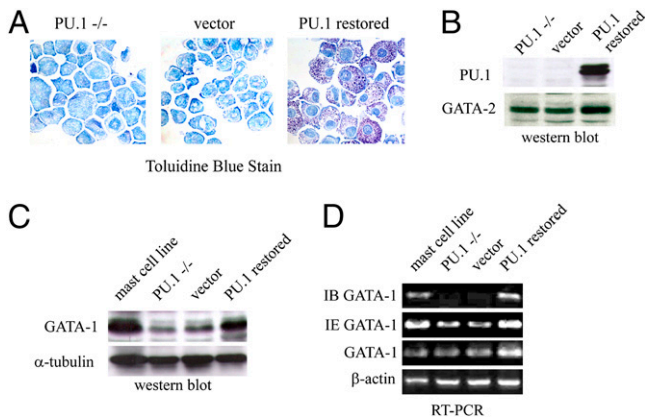 A
PU.1 -/-
vector
PU.1 restored
Toluidine Blue Stain
B
PU.1 -/-
vector
PU.1
restored
PU.1
GATA-2
western blot
C
mast cell line
PU.1 -/-
vector
PU.1 restored
GATA-1
α-tubulin
western blot
D
mast cell line
PU.1 -/-
vector
PU.1 restored
IB GATA-1
IE GATA-1
GATA-1
β-actin
RT-PCR